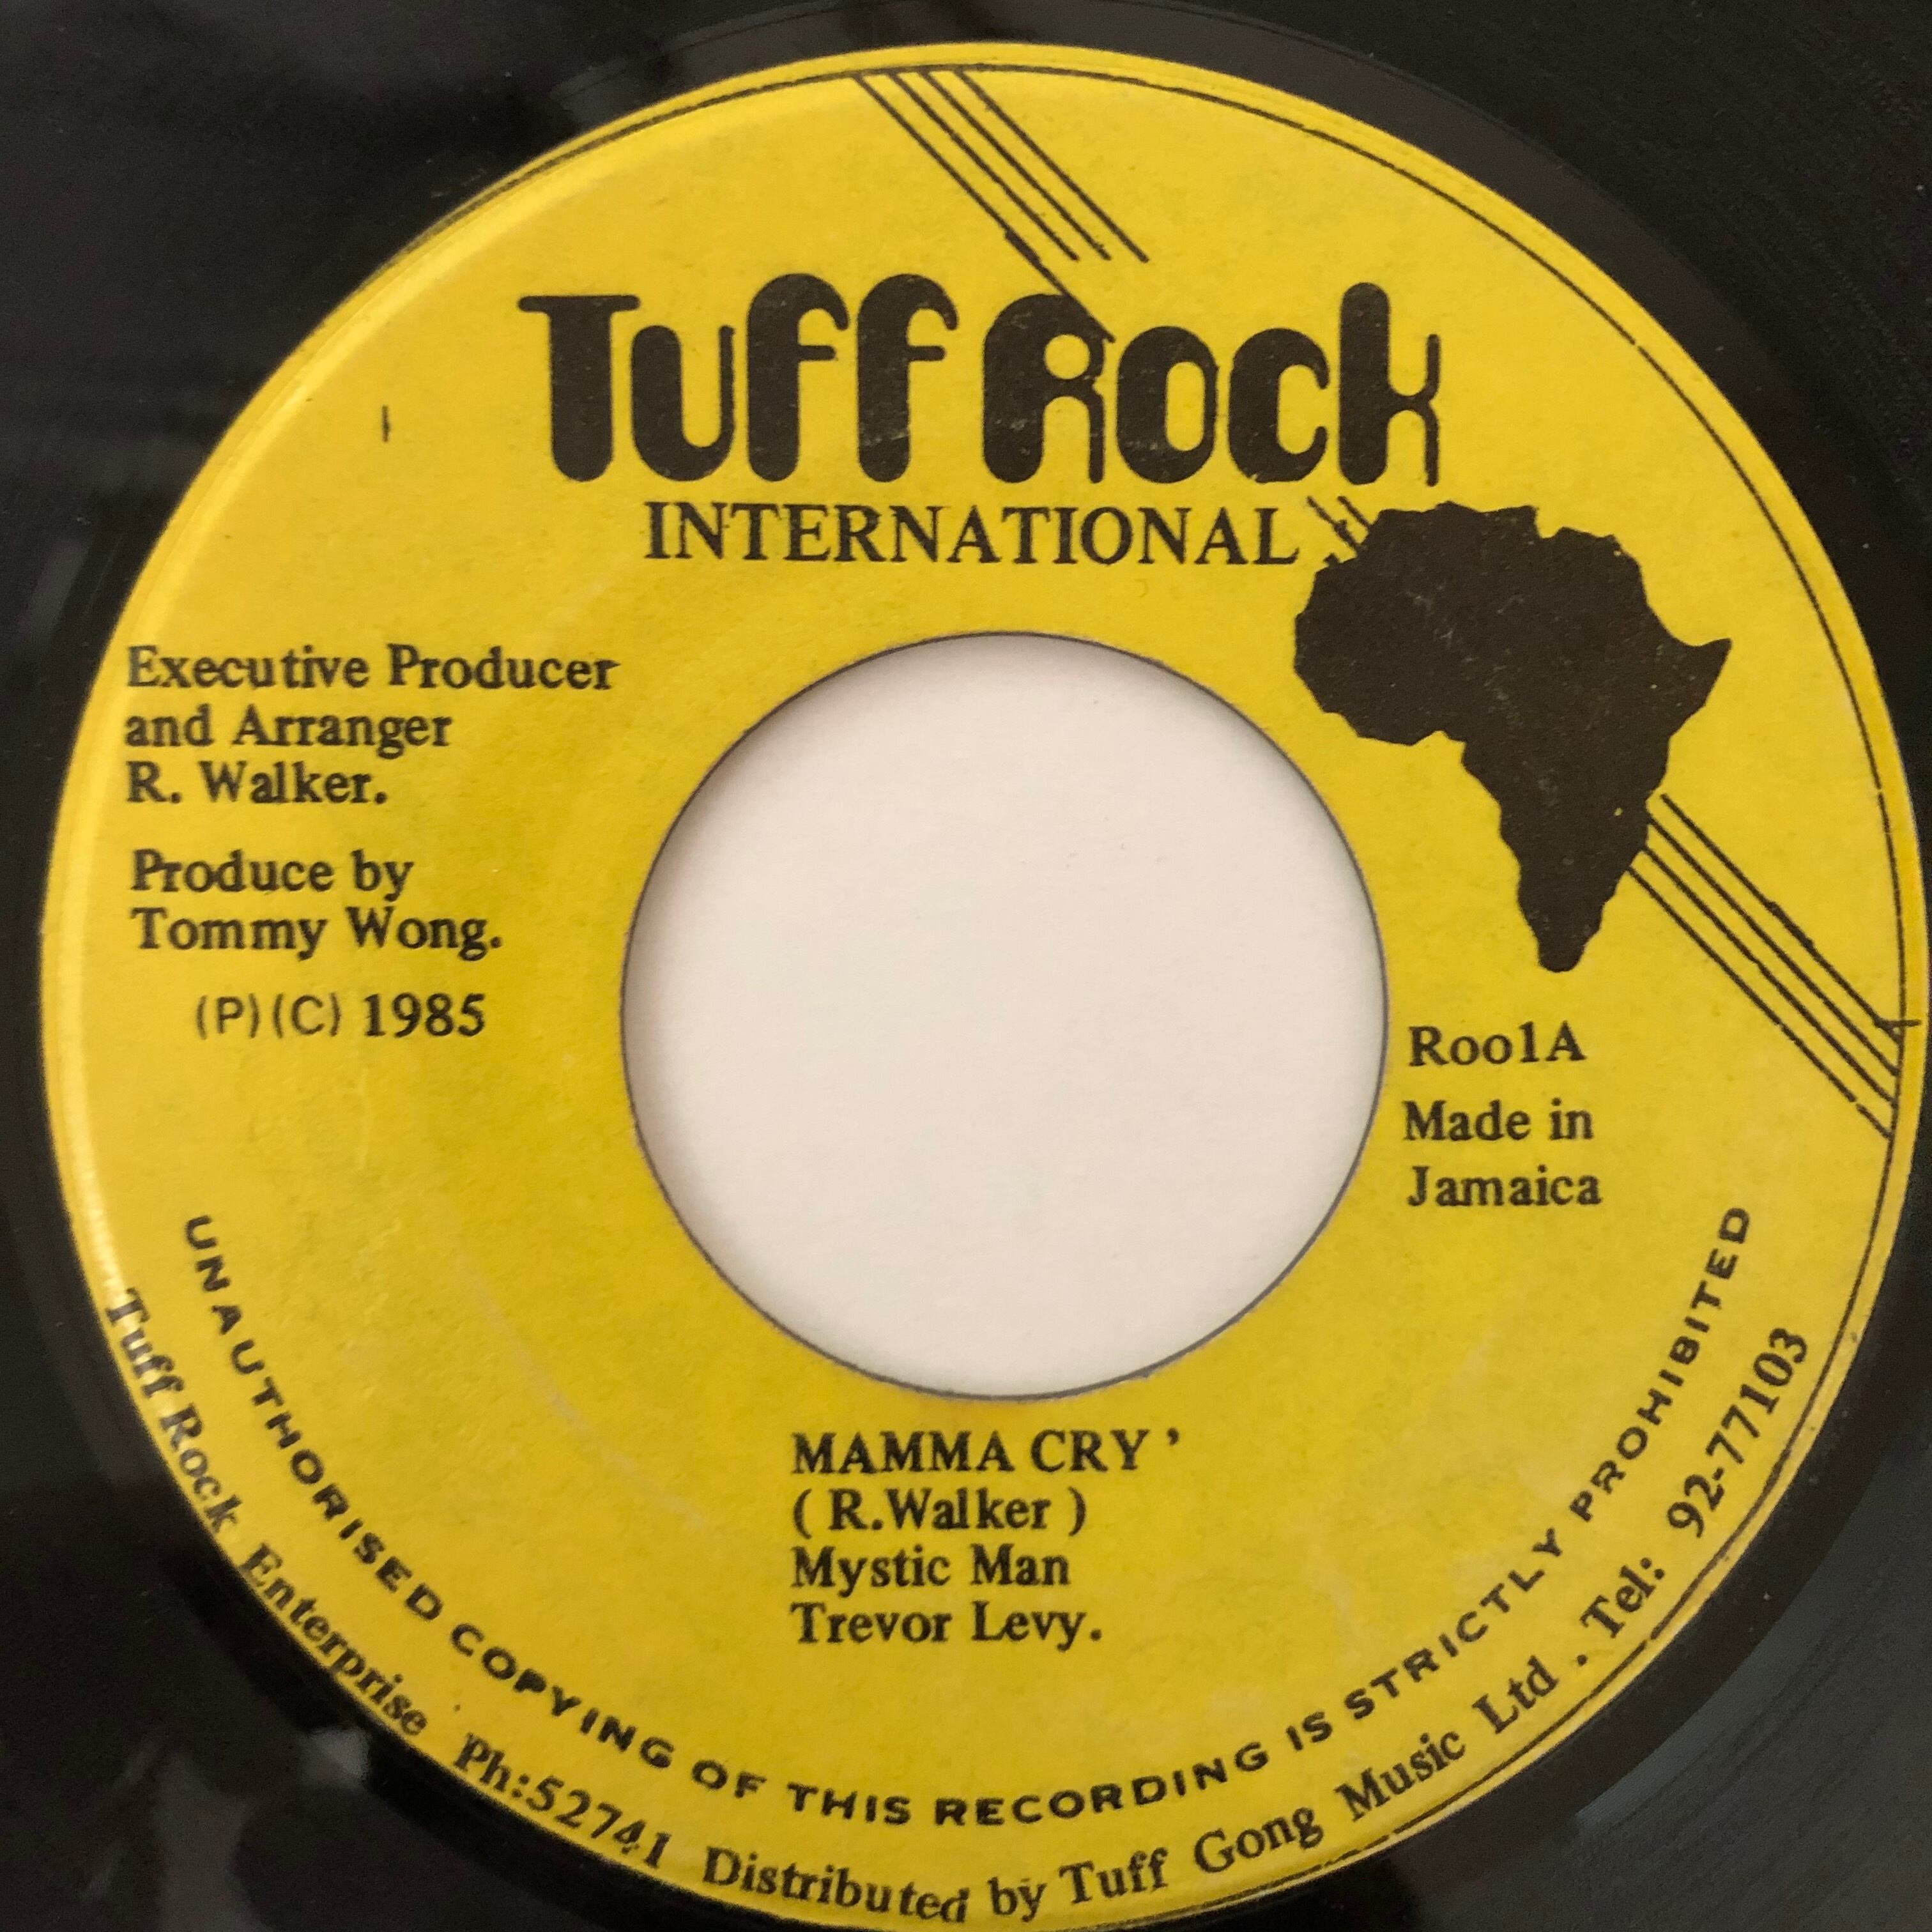 Tuff Rock
INTERNATIONAL
Executive Producer
and Arranger
R. Walker.
Produce by
Tommy Wong.
(P) (C) 1985
Roo1A
Made in
Jamaica
MAMMA CRY '
( R.Walker )
Mystic Man
Trevor Levy.
UNAUTHORISED COPYING OF THIS RECORDING IS STRICTLY PROHIBITED
Tuff Rock Enterprise Ph:52741 Distributed by Tuff Gong Music Ltd . Tel: 92-77103